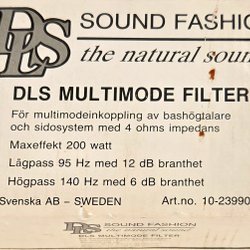 DLS
SOUND FASHION
the natural soun
DLS MULTIMODE FILTER
För multimodeinkoppling av bashögtalare
och sidosystem med 4 ohms impedans
Maxeffekt 200 watt
Lågpass 95 Hz med 12 dB branthet
Högpass 140 Hz med 6 dB branthet
Svenska AB – SWEDEN Art.no. 10-23990
DLS SOUND FASHION
DLS MULTIMODE FILTER